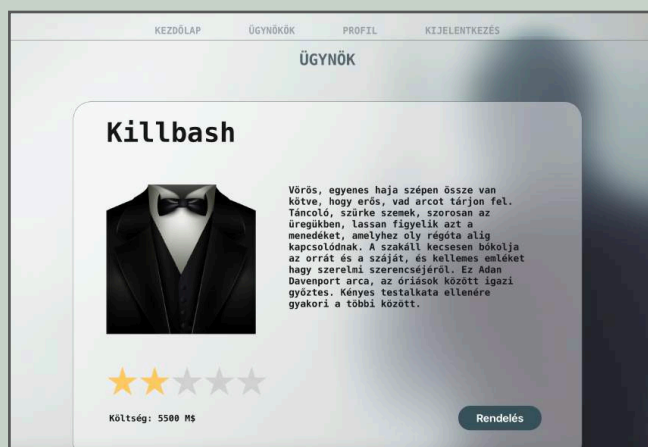 KEZDŐLAP ÜGYNÖKÖK PROFIL KIJELENTKEZÉS
ÜGYNÖK
Killbash
Vörös, egyenes haja szépen össze van
kötve, hogy erős, vad arcot tárjon fel.
Táncoló, szürke szemek, szorosan az
üregükben, lassan figyelik azt a
menedéket, amelyhez oly régóta alig
kapcsolódnak. A szakáll kecsesen bókolja
az orrát és a száját, és kellemes emléket
hagy szerelmi szerencséjéről. Ez Adan
Davenport arca, az óriások között igazi
győztes. Kényes testalkata ellenére
gyakori a többi között.
Költség: 5500 M$
Rendelés